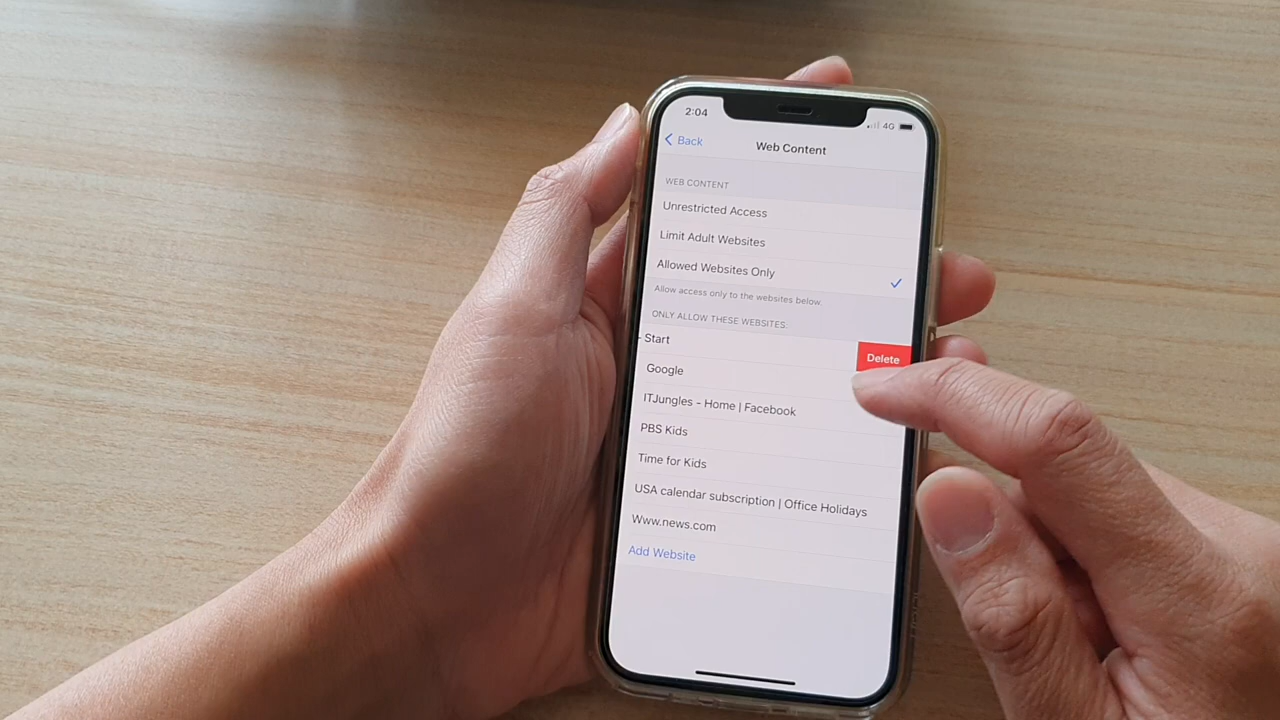 2:04
4G
Back
Web Content
WEB CONTENT
Unrestricted Access
Limit Adult Websites
Allowed Websites Only
Allow access only to the websites below.
ONLY ALLOW THESE WEBSITES:
- Start
Delete
Google
ITJungles - Home | Facebook
PBS Kids
Time for Kids
USA calendar subscription | Office Holidays
Www.news.com
Add Website